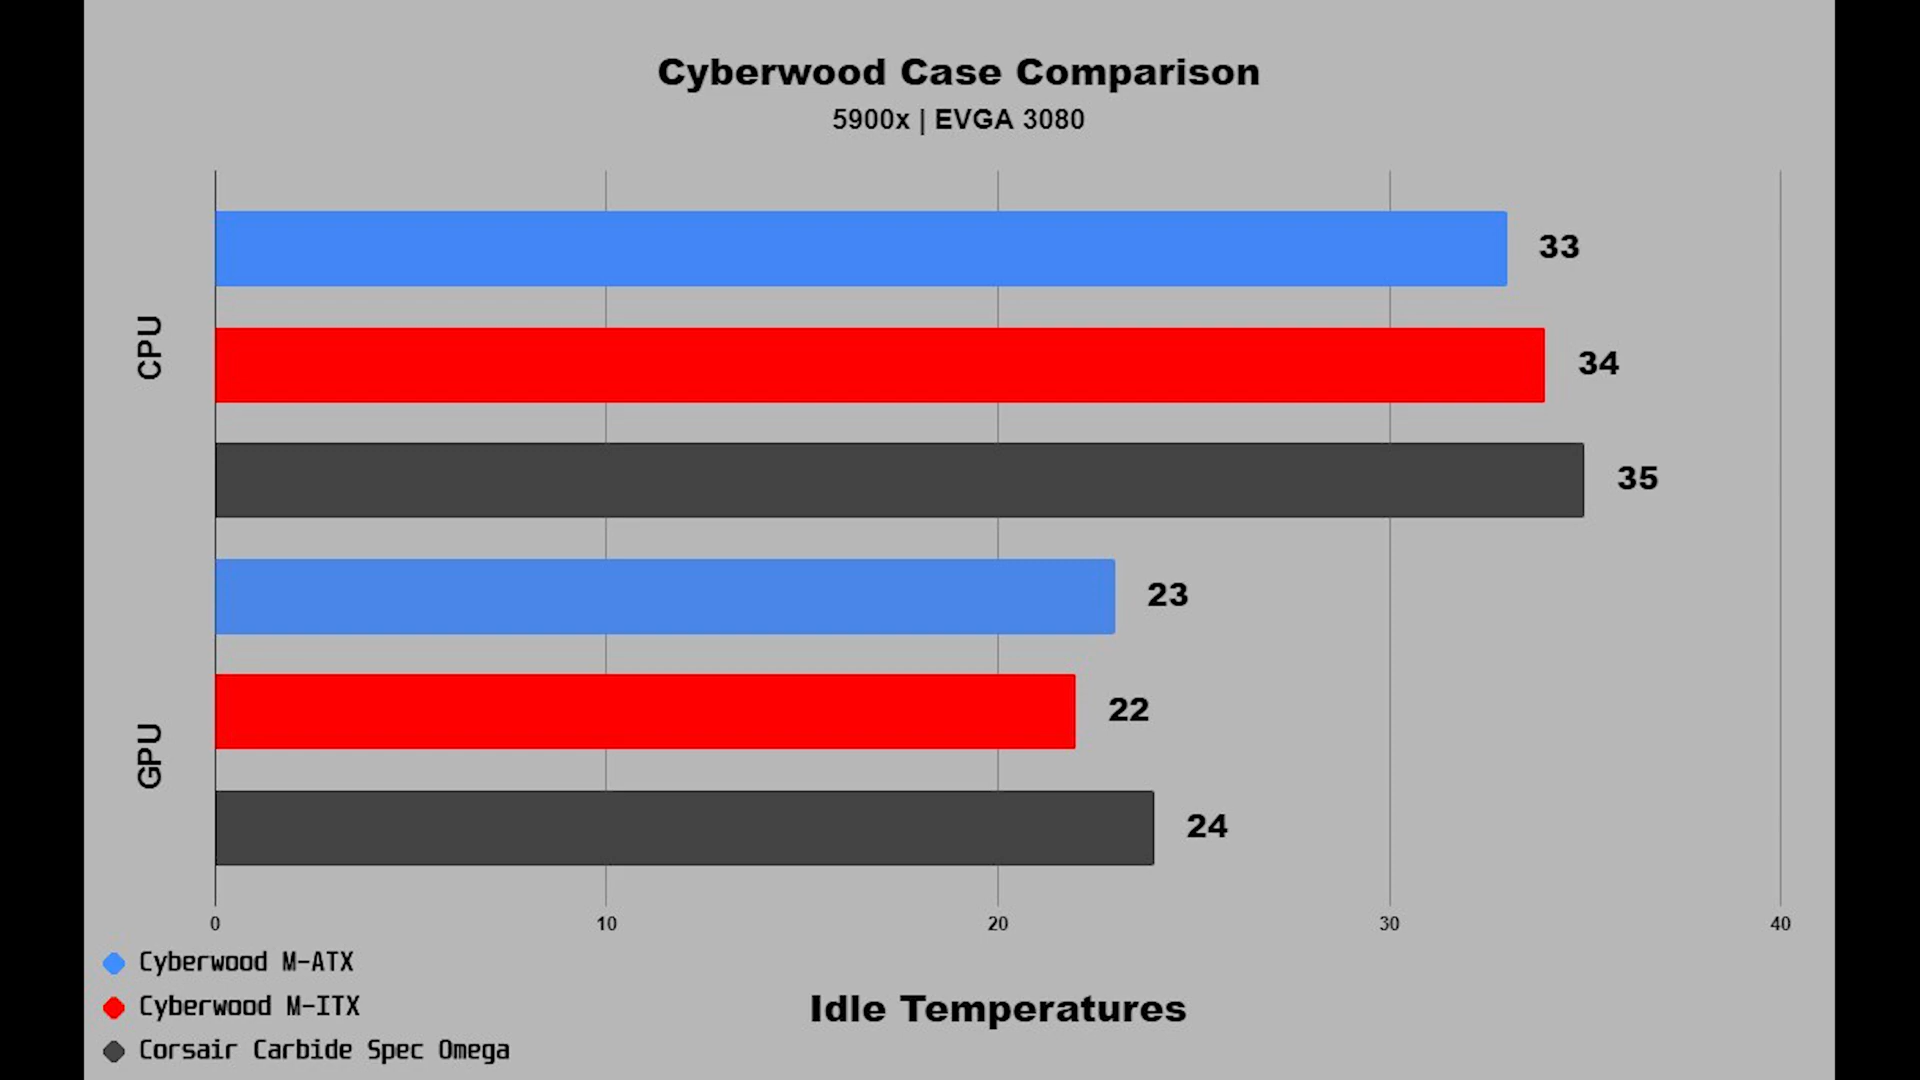 Cyberwood Case Comparison
5900x | EVGA 3080
CPU
33
34
35
GPU
23
22
24
0 10 20 30 40
Cyberwood M-ATX
Cyberwood M-ITX
Corsair Carbide Spec Omega
Idle Temperatures